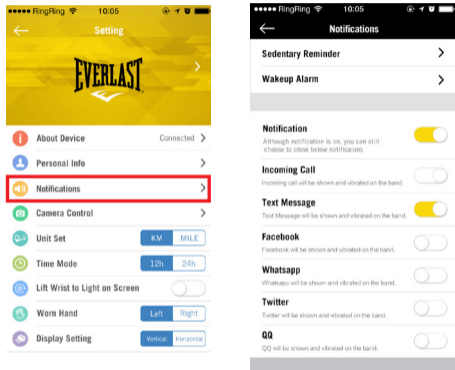 RingRing 10:05
Setting
EVERLAST
About Device Connected
Personal Info
Notifications
Camera Control
Unit Set KM MILE
Time Mode 12h 24h
Lift Wrist to Light on Screen
Worn Hand Left Right
Display Setting Vertical Horizontal
RingRing 10:05
Notifications
Sedentary Reminder
Wakeup Alarm
Notification
Although notification is on, you can still
choose to close below notifications
Incoming Call
Incoming call will be shown and vibrated on the band.
Text Message
Text Message will be shown and vibrated on the band.
Facebook
Facebook will be shown and vibrated on the band.
Whatsapp
Whatsapp will be shown and vibrated on the band.
Twitter
Twitter will be shown and vibrated on the band.
QQ
QQ will be shown and vibrated on the band.